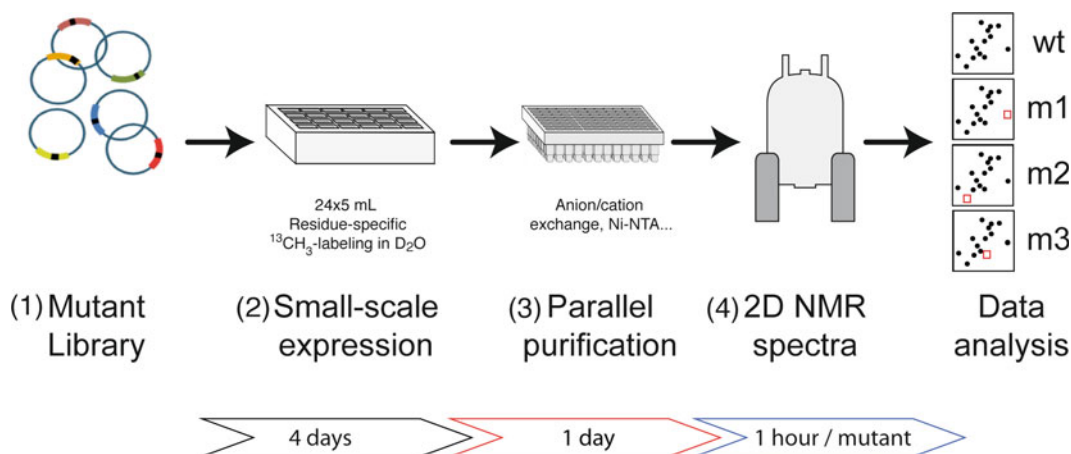 wt
m1
m2
m3
24x5 mL
Residue-specific
¹³CH₃-labeling in D₂O
Anion/cation
exchange, Ni-NTA...
(1) Mutant
Library
(2) Small-scale
expression
(3) Parallel
purification
(4) 2D NMR
spectra
Data
analysis
4 days
1 day
1 hour / mutant